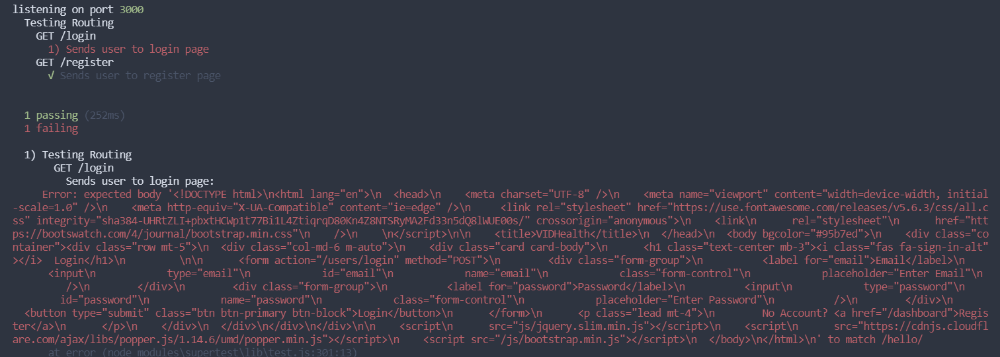 listening on port 3000
Testing Routing
GET /login
1) Sends user to login page
GET /register
√ Sends user to register page
1 passing (252ms)
1 failing
1) Testing Routing
GET /login
Sends user to login page:
Error: expected body '<!DOCTYPE html>\n<html lang="en">\n  <head>\n    <meta charset="UTF-8" />\n    <meta name="viewport" content="width=device-width, initial
-scale=1.0" />\n    <meta http-equiv="X-UA-Compatible" content="ie=edge" />\n    <link rel="stylesheet" href="https://use.fontawesome.com/releases/v5.6.3/css/all.c
ss" integrity="sha384-UHRtZLI+pbxtHCWp1t77Bi1L4ZtiqrqD80Kn4Z8NTSRyMA2Fd33n5dQ8lWUE00s/" crossorigin="anonymous">\n    <link\n      rel="stylesheet"\n      href="htt
ps://bootswatch.com/4/journal/bootstrap.min.css"\n    />\n    \n</script>\n\n    <title>VIDHealth</title>\n  </head>\n  <body bgcolor="#95b7ed">\n    <div class="co
ntainer"><div class="row mt-5">\n  <div class="col-md-6 m-auto">\n    <div class="card card-body">\n      <h1 class="text-center mb-3"><i class="fas fa-sign-in-alt"
></i>  Login</h1>\n      \n\n      <form action="/users/login" method="POST">\n        <div class="form-group">\n          <label for="email">Email</label>\n
<input\n            type="email"\n            id="email"\n            name="email"\n            class="form-control"\n            placeholder="Enter Email"\n
/>\n        </div>\n        <div class="form-group">\n          <label for="password">Password</label>\n          <input\n            type="password"\n
id="password"\n            name="password"\n            class="form-control"\n            placeholder="Enter Password"\n          />\n        </div>\n
<button type="submit" class="btn btn-primary btn-block">Login</button>\n      </form>\n      <p class="lead mt-4">\n        No Account? <a href="/dashboard">Regis
ter</a>\n      </p>\n    </div>\n  </div>\n</div>\n</div>\n\n    <script\n      src="js/jquery.slim.min.js"></script>\n    <script\n      src="https://cdnjs.cloudfl
are.com/ajax/libs/popper.js/1.14.6/umd/popper.min.js"></script>\n    <script src="/js/bootstrap.min.js"></script>\n  </body>\n</html>\n' to match /hello/
at error (node_modules\supertest\lib\test.js:301:13)